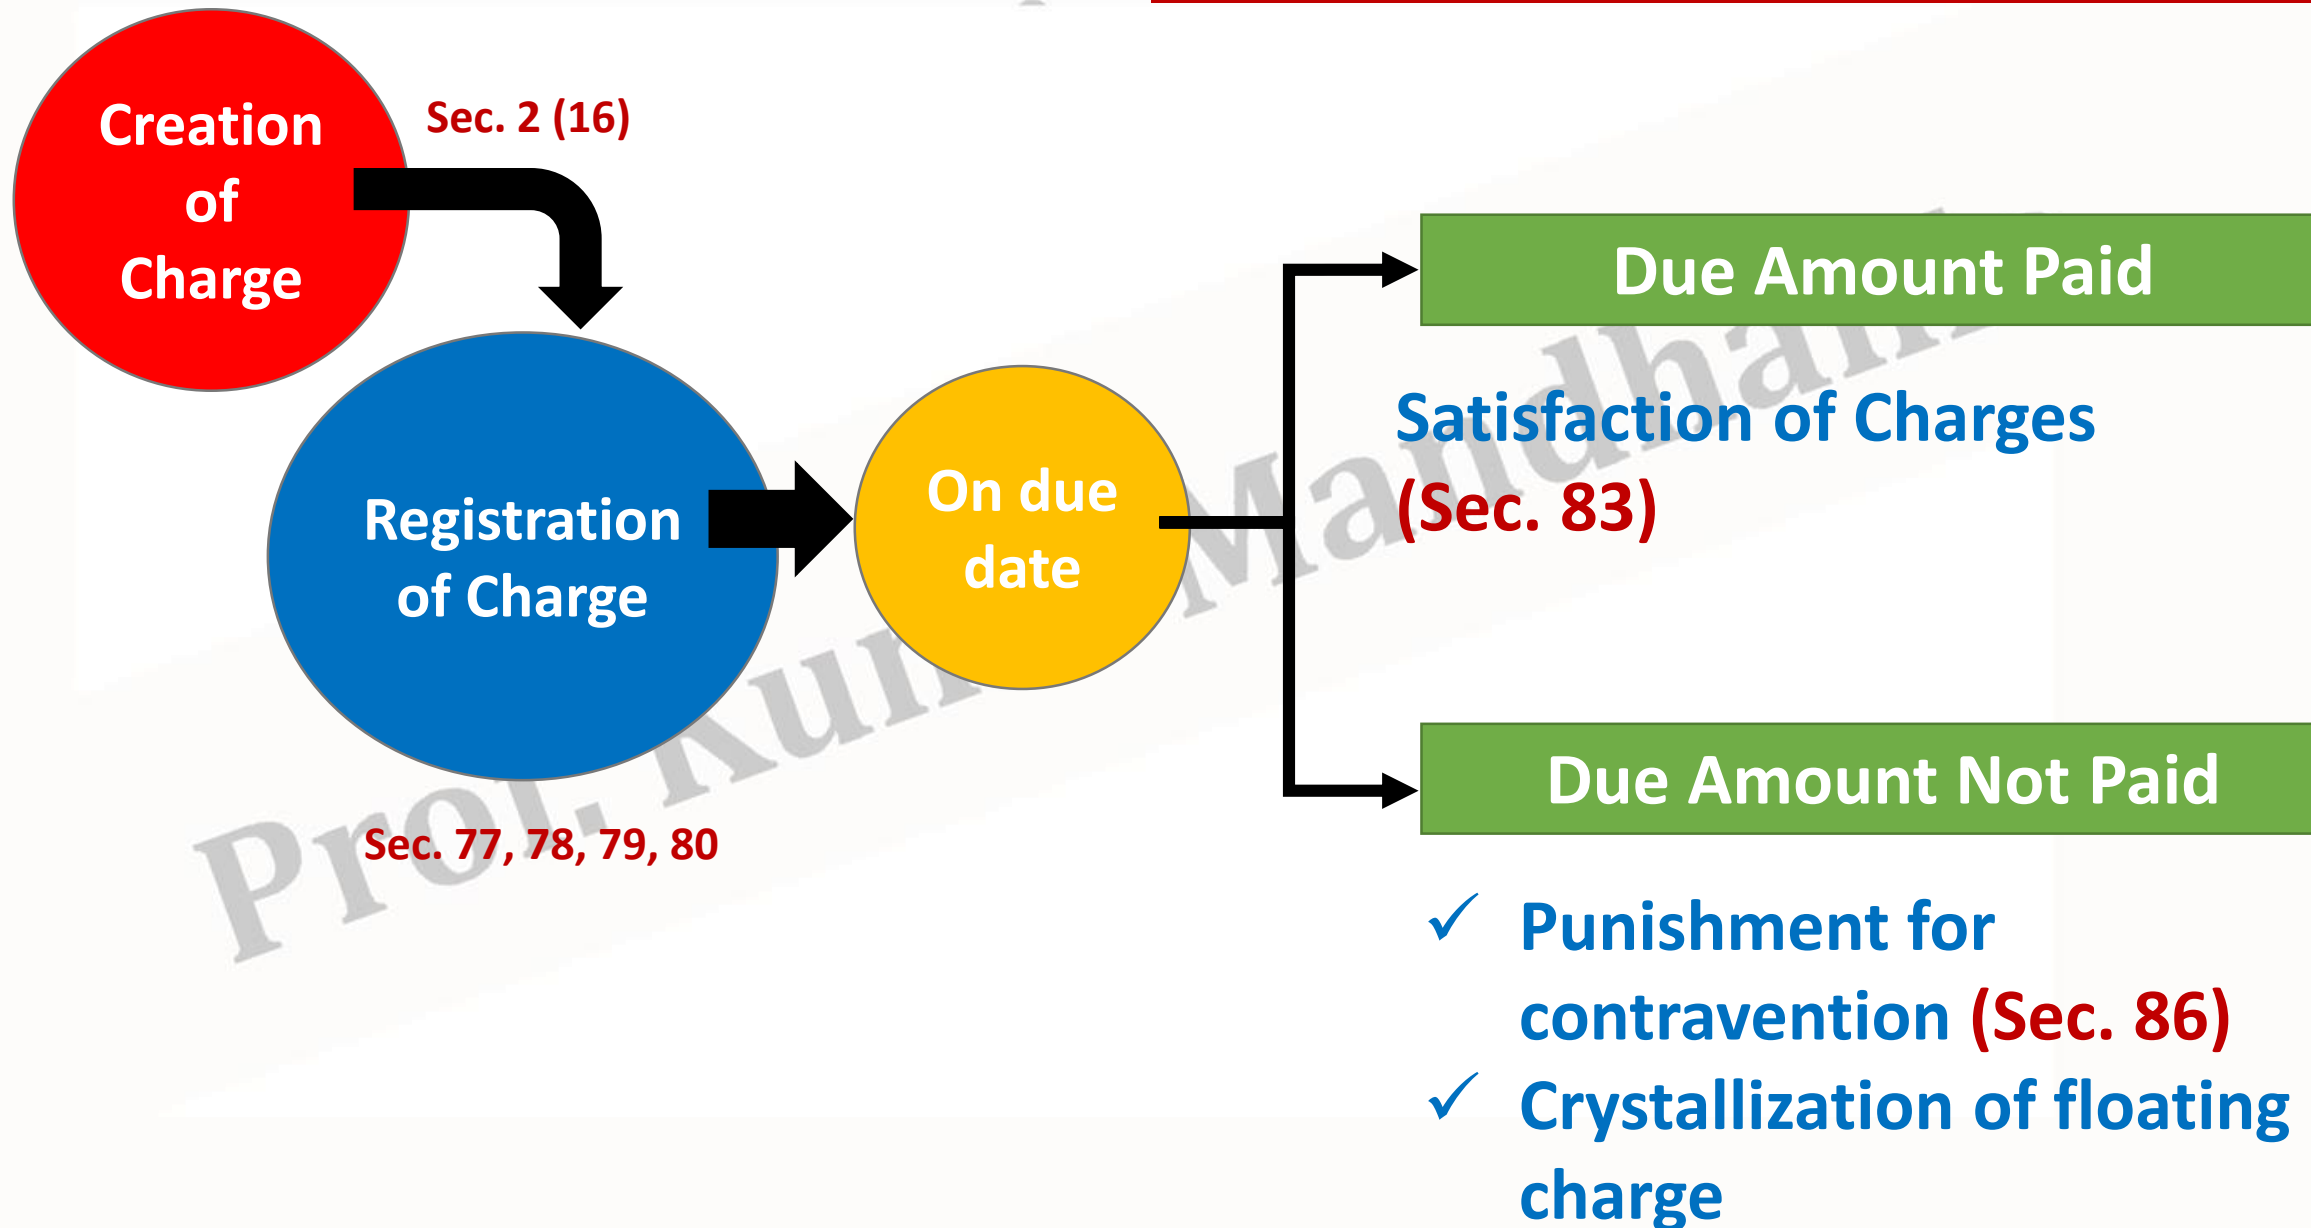 Creation
of
Charge
Sec. 2 (16)
Registration
of Charge
Sec. 77, 78, 79, 80
On due
date
Due Amount Paid
Satisfaction of Charges
(Sec. 83)
Due Amount Not Paid
✓ Punishment for
contravention (Sec. 86)
✓ Crystallization of floating
charge
Prof.